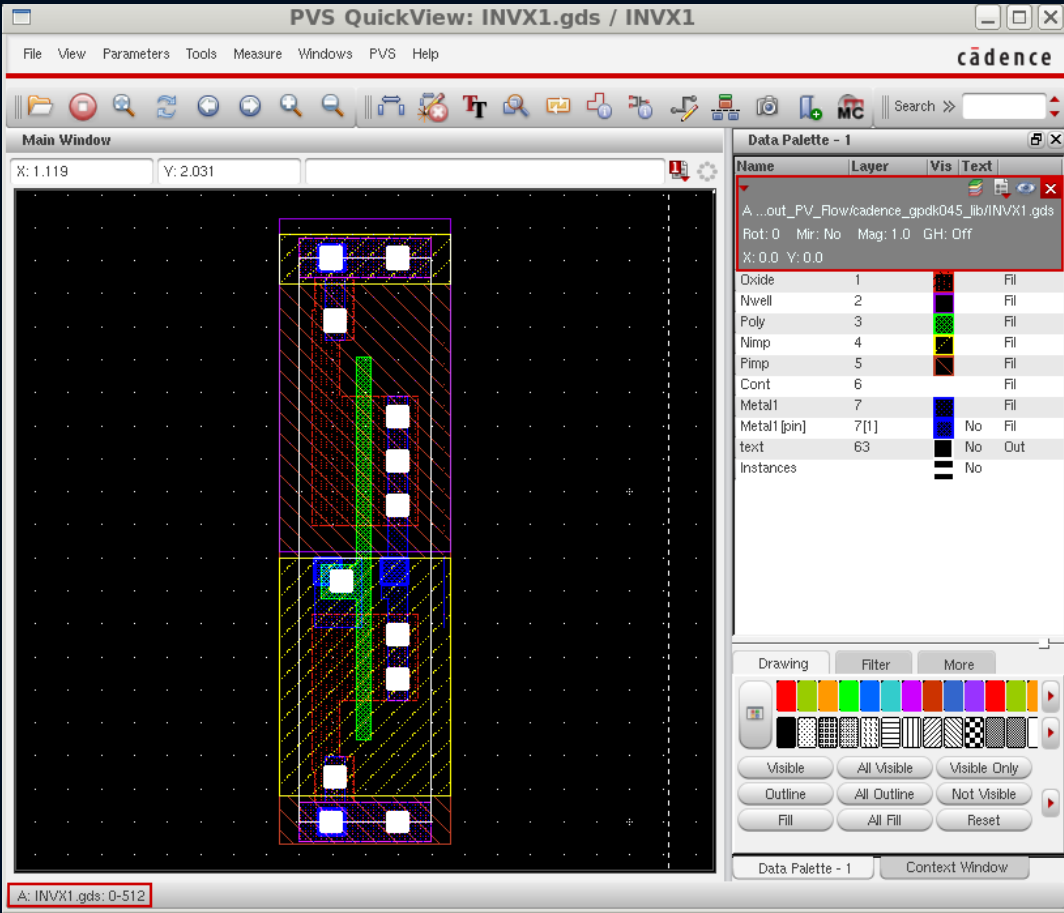 PVS QuickView: INVX1.gds / INVX1
File View Parameters Tools Measure Windows PVS Help
cādence
Search »
Main Window
X: 1.119
Y: 2.031
Data Palette - 1
Name Layer Vis Text
A ...out_PV_Flow/cadence_gpdk045_lib/INVX1.gds
Rot: 0 Mir: No Mag: 1.0 GH: Off
X: 0.0 Y: 0.0
Oxide 1 Fil
Nwell 2 Fil
Poly 3 Fil
Nimp 4 Fil
Pimp 5 Fil
Cont 6 Fil
Metal1 7 Fil
Metal1 [pin] 7[1] No Fil
text 63 No Out
Instances No
Drawing Filter More
Visible All Visible Visible Only
Outline All Outline Not Visible
Fill All Fill Reset
Data Palette - 1 Context Window
A: INVX1.gds: 0-512